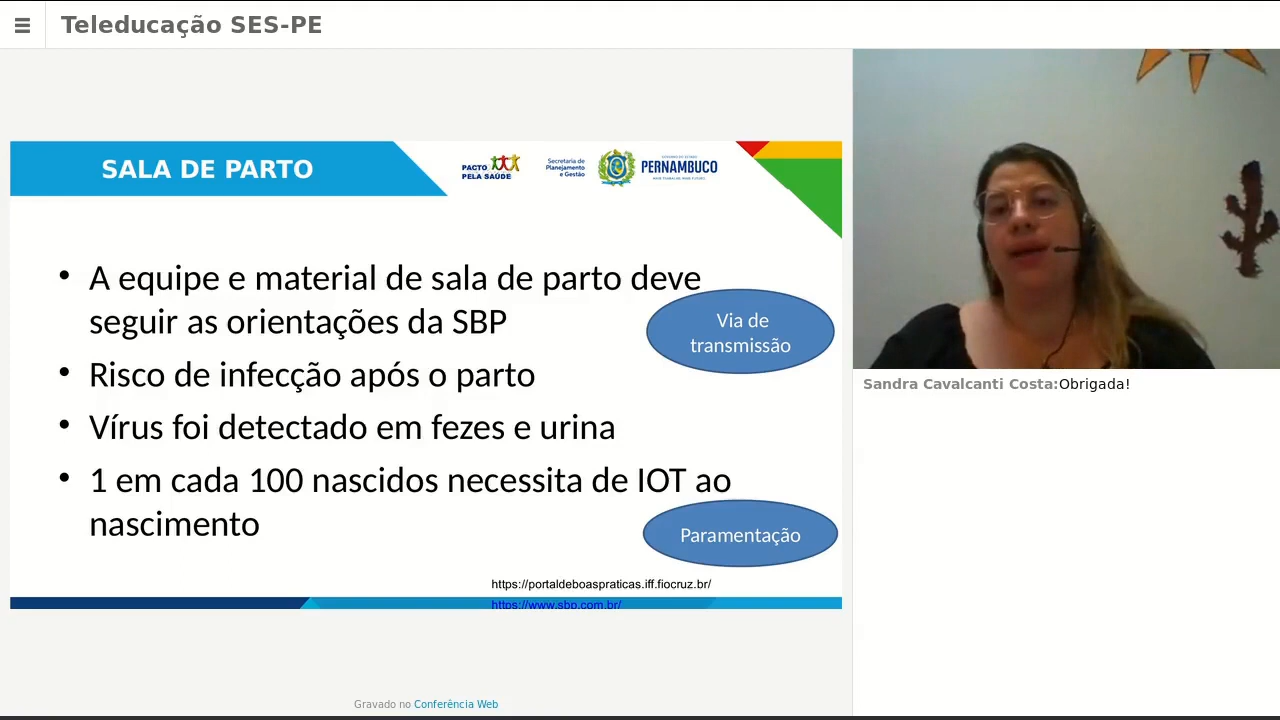 Teleducação SES-PE
SALA DE PARTO
PACTO
PELA SAÚDE
Secretaria de
Planejamento
e Gestão
PERNAMBUCO
A equipe e material de sala de parto deve
seguir as orientações da SBP
Via de
transmissão
• Risco de infecção após o parto
• Vírus foi detectado em fezes e urina
• 1 em cada 100 nascidos necessita de IOT ao
nascimento
Paramentação
https://portaldeboaspraticas.iff.fiocruz.br/
https://www.sbp.com.br/
Sandra Cavalcanti Costa:Obrigada!
Gravado no Conferência Web